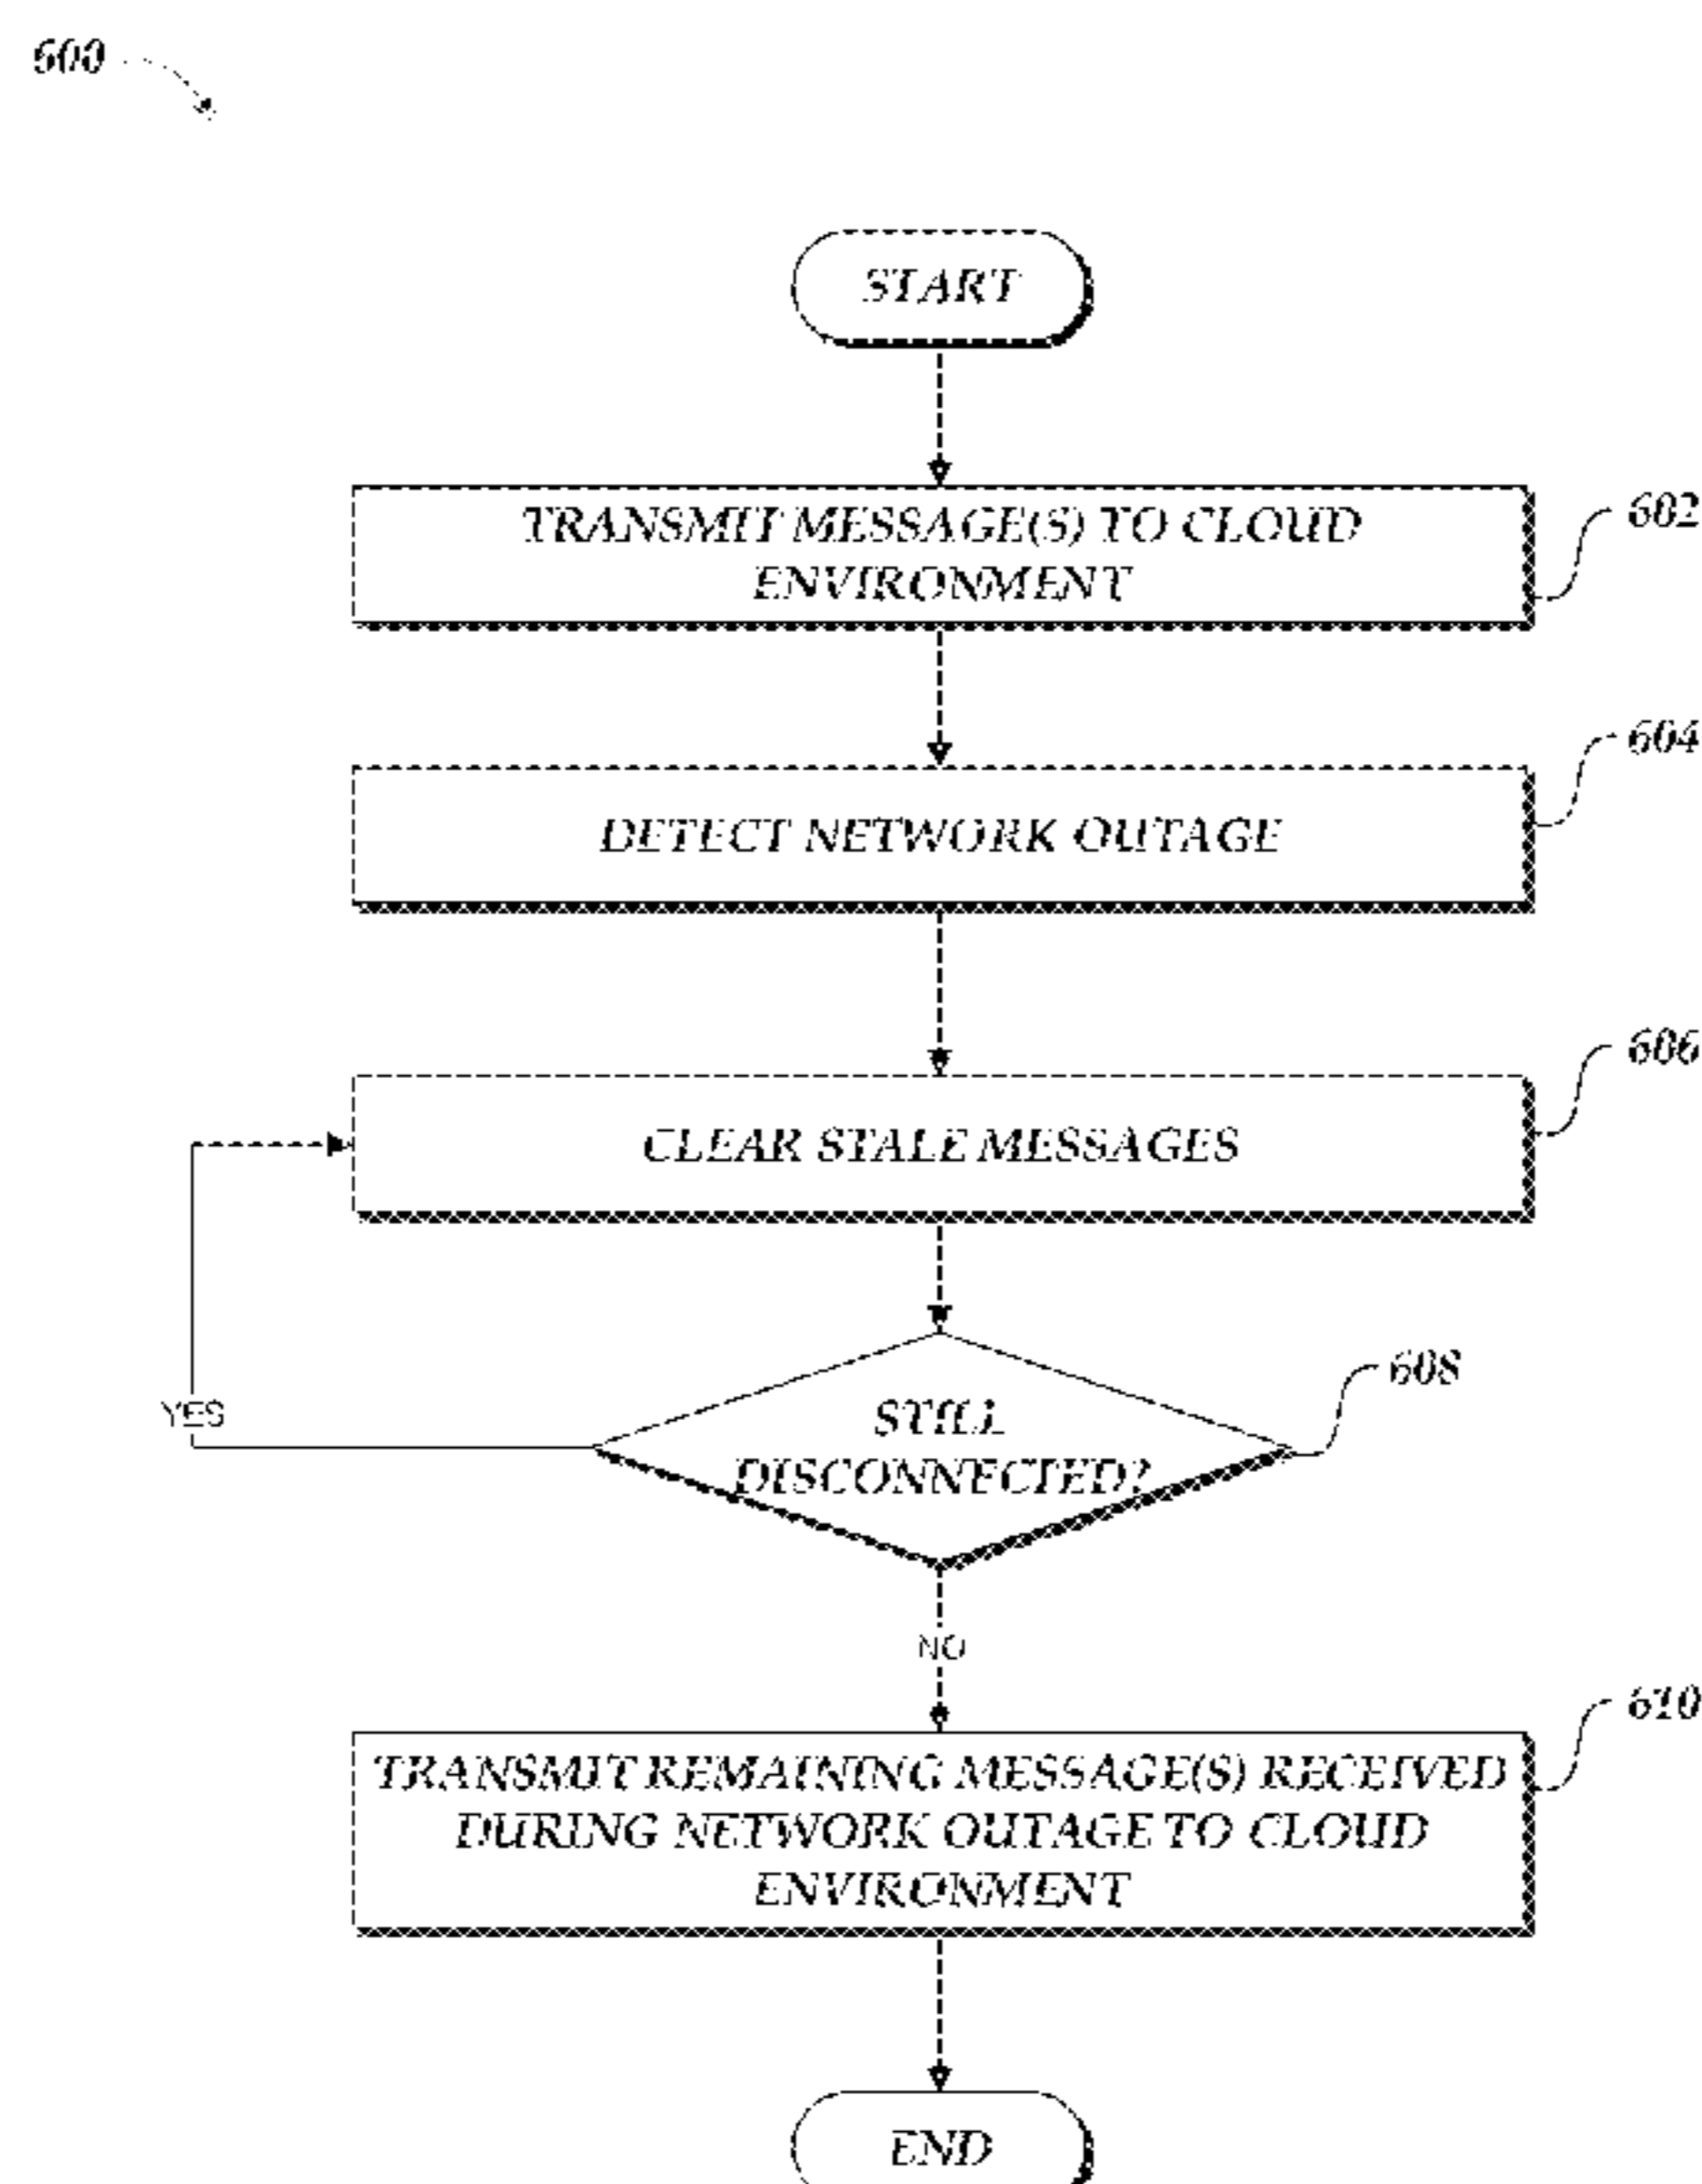 600
START
TRANSMIT MESSAGE(S) TO CLOUD
ENVIRONMENT
602
DETECT NETWORK OUTAGE
604
CLEAR STALE MESSAGES
606
STILL
DISCONNECTED?
608
YES
NO
TRANSMIT REMAINING MESSAGE(S) RECEIVED
DURING NETWORK OUTAGE TO CLOUD
ENVIRONMENT
610
END